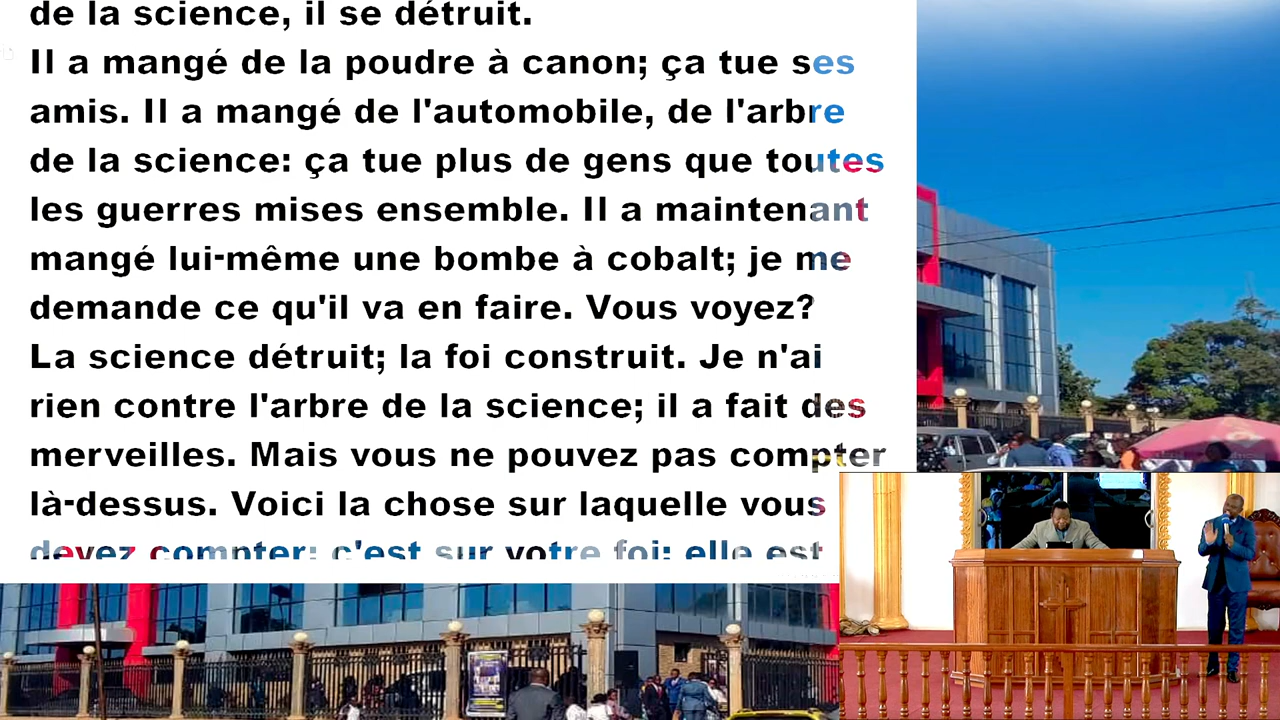 de la science, il se détruit.
Il a mangé de la poudre à canon; ça tue ses
amis. Il a mangé de l'automobile, de l'arbre
de la science: ça tue plus de gens que toutes
les guerres mises ensemble. Il a maintenant
mangé lui-même une bombe à cobalt; je me
demande ce qu'il va en faire. Vous voyez?
La science détruit; la foi construit. Je n'ai
rien contre l'arbre de la science; il a fait des
merveilles. Mais vous ne pouvez pas compter
là-dessus. Voici la chose sur laquelle vous
devez compter: c'est sur votre foi; elle est